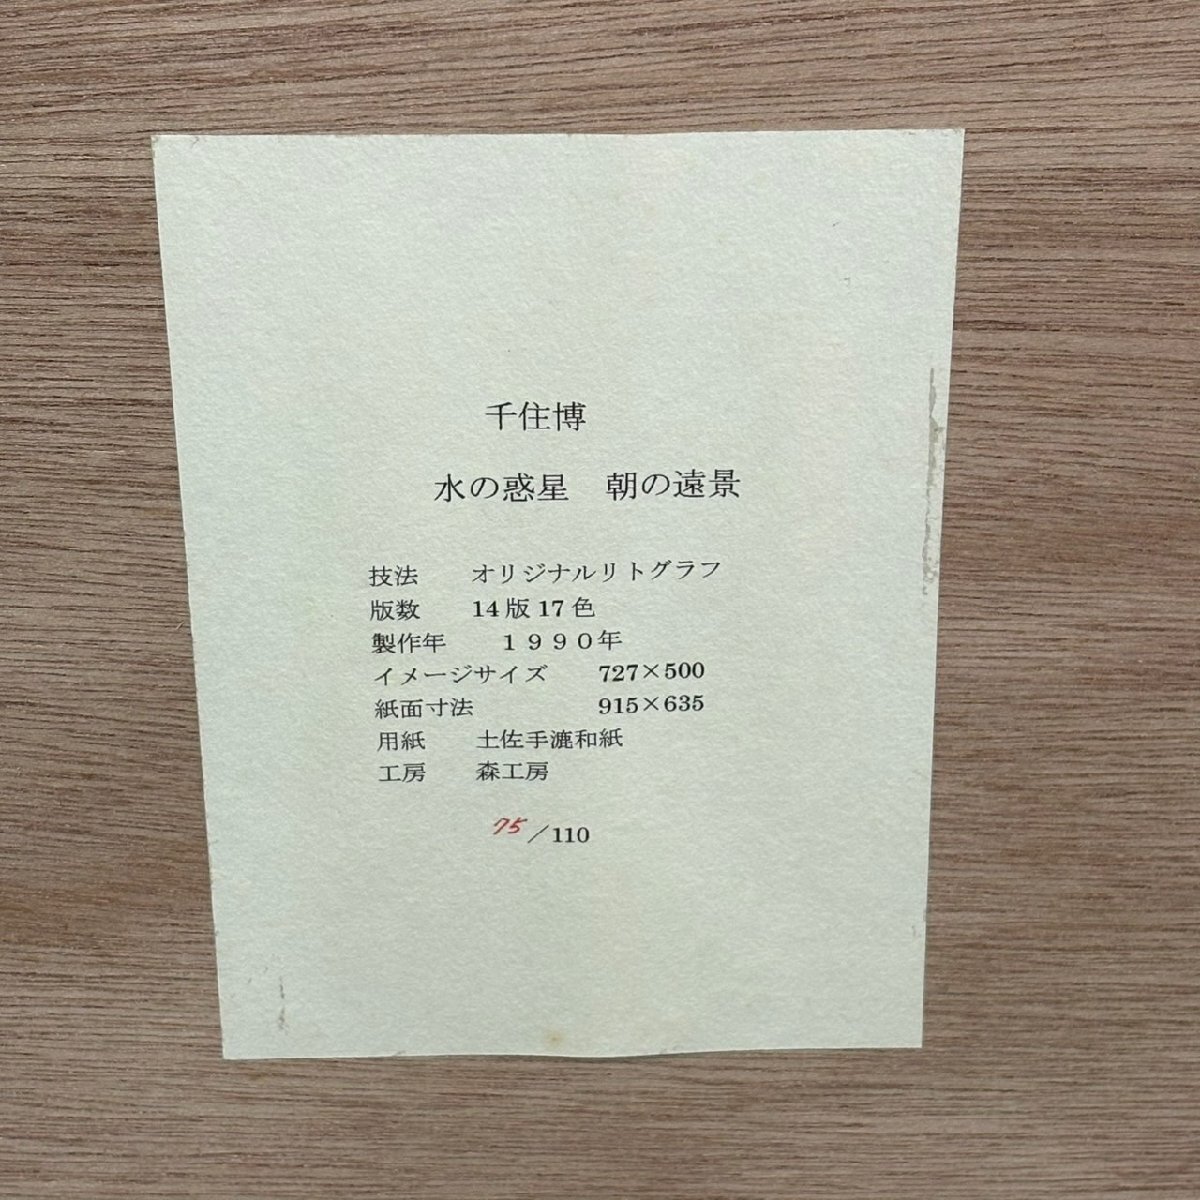 千住博
水の惑星　朝の遠景
技法　　オリジナルリトグラフ
版数　　14版17色
製作年　　１９９０年
イメージサイズ　　727×500
紙面寸法　　　　　915×635
用紙　　土佐手漉和紙
工房　　森工房
75／110